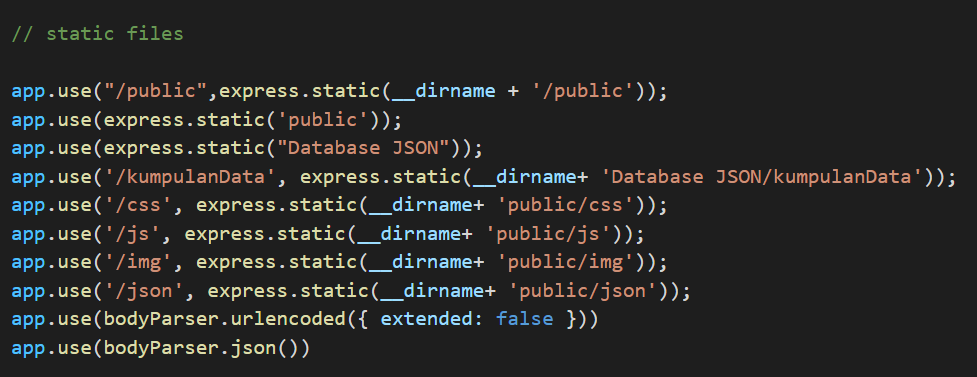 // static files
app.use("/public",express.static(__dirname + '/public'));
app.use(express.static('public'));
app.use(express.static("Database JSON"));
app.use('/kumpulanData', express.static(__dirname+ 'Database JSON/kumpulanData'));
app.use('/css', express.static(__dirname+ 'public/css'));
app.use('/js', express.static(__dirname+ 'public/js'));
app.use('/img', express.static(__dirname+ 'public/img'));
app.use('/json', express.static(__dirname+ 'public/json'));
app.use(bodyParser.urlencoded({ extended: false }))
app.use(bodyParser.json())